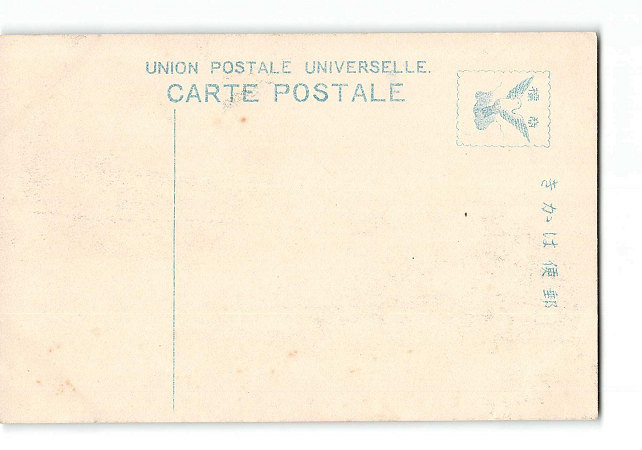 UNION POSTALE UNIVERSELLE.
CARTE POSTALE
きかは便郵